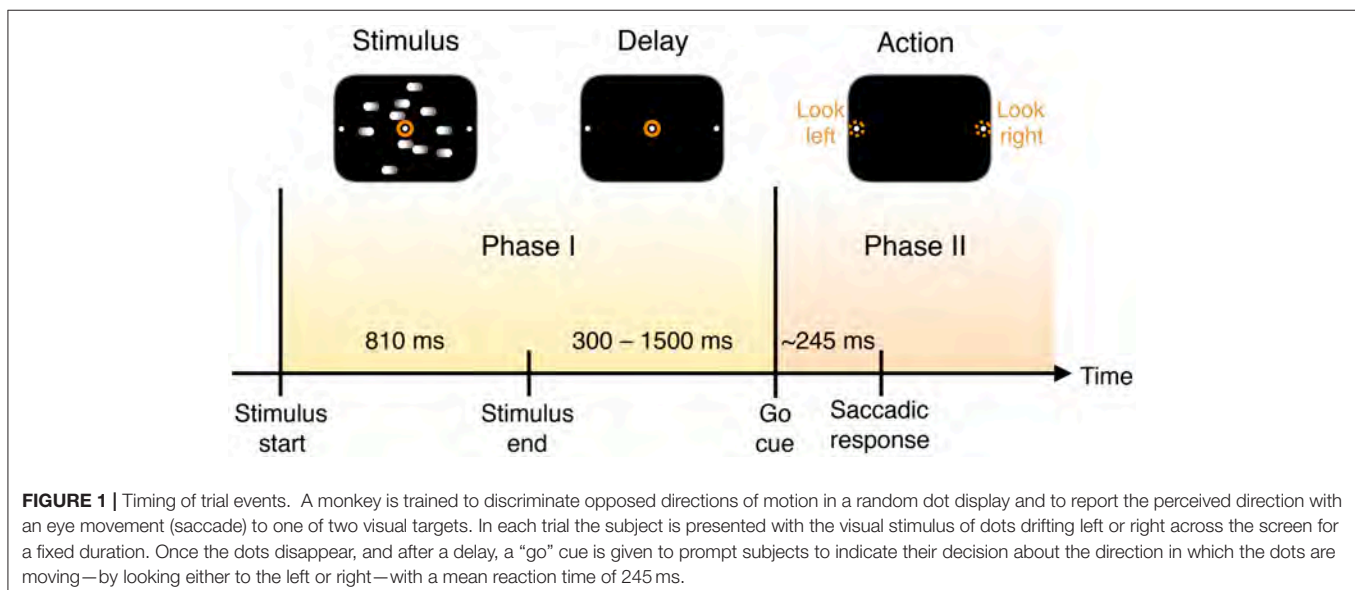 Stimulus
Delay
Action
Look
left
Look
right
Phase I
Phase II
810 ms
300 – 1500 ms
~245 ms
Time
Stimulus
start
Stimulus
end
Go
cue
Saccadic
response
FIGURE 1 | Timing of trial events. A monkey is trained to discriminate opposed directions of motion in a random dot display and to report the perceived direction with
an eye movement (saccade) to one of two visual targets. In each trial the subject is presented with the visual stimulus of dots drifting left or right across the screen for
a fixed duration. Once the dots disappear, and after a delay, a “go” cue is given to prompt subjects to indicate their decision about the direction in which the dots are
moving—by looking either to the left or right—with a mean reaction time of 245 ms.